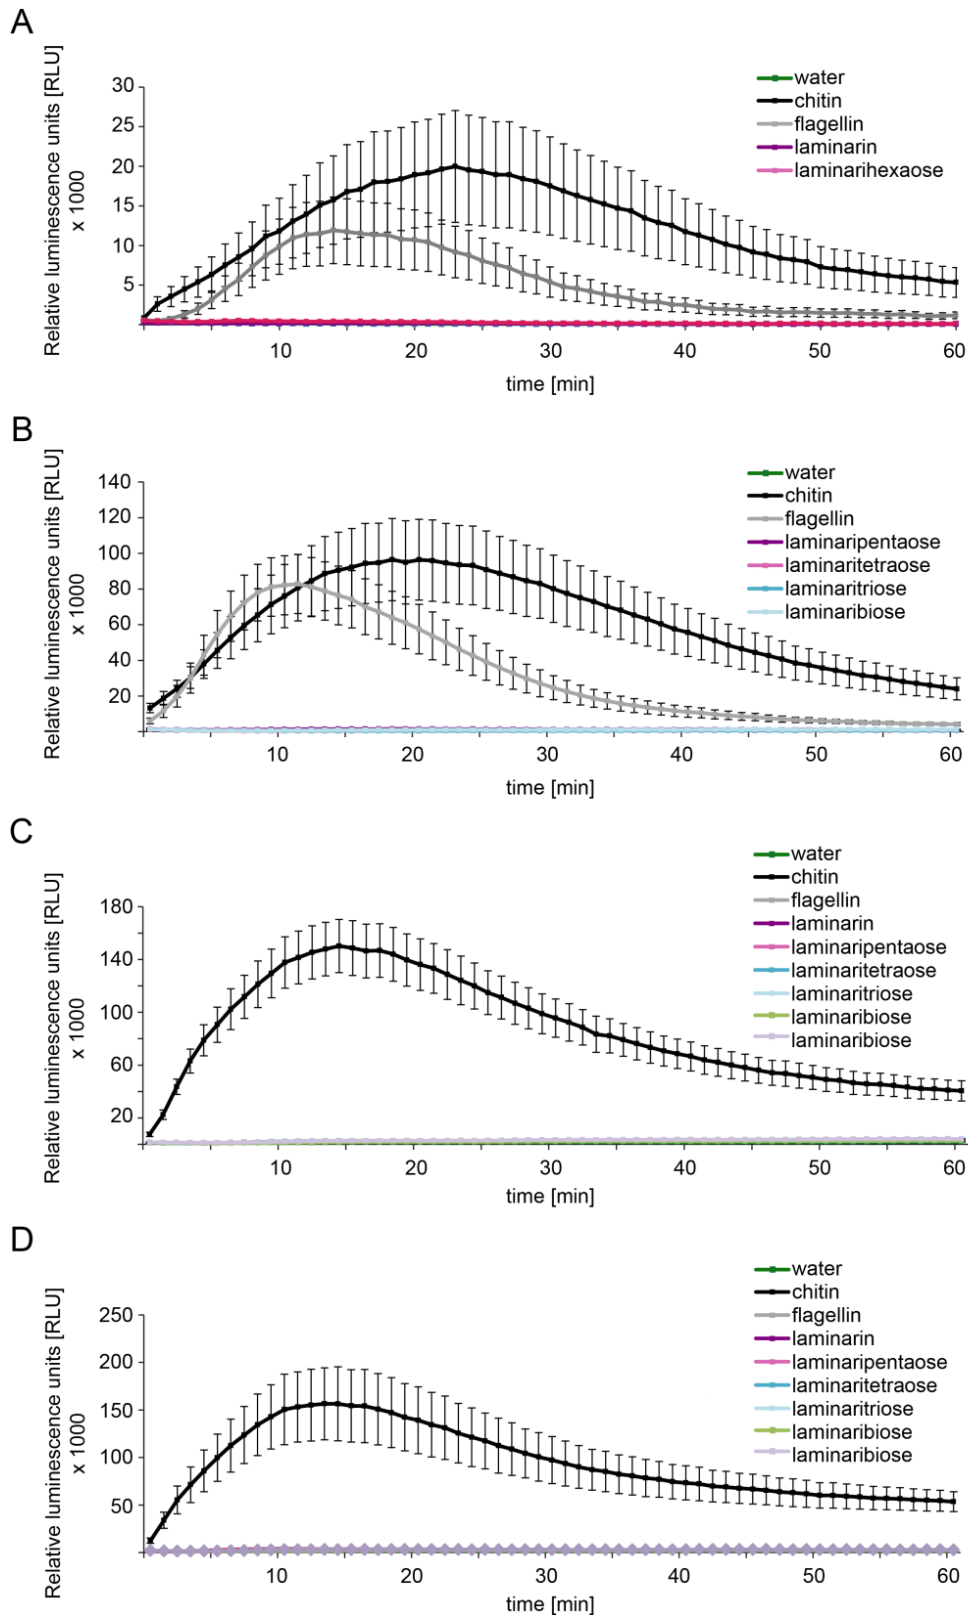 A
Relative luminescence units [RLU]
x 1000
30
25
20
15
10
5
10 20 30 40 50 60
time [min]
water
chitin
flagellin
laminarin
laminarihexaose
B
Relative luminescence units [RLU]
x 1000
140
120
100
80
60
40
20
10 20 30 40 50 60
time [min]
water
chitin
flagellin
laminaripentaose
laminaritetraose
laminaritriose
laminaribiose
C
Relative luminescence units [RLU]
x 1000
180
140
100
60
20
10 20 30 40 50 60
time [min]
water
chitin
flagellin
laminarin
laminaripentaose
laminaritetraose
laminaritriose
laminaribiose
laminaribiose
D
Relative luminescence units [RLU]
x 1000
250
200
150
100
50
10 20 30 40 50 60
time [min]
water
chitin
flagellin
laminarin
laminaripentaose
laminaritetraose
laminaritriose
laminaribiose
laminaribiose